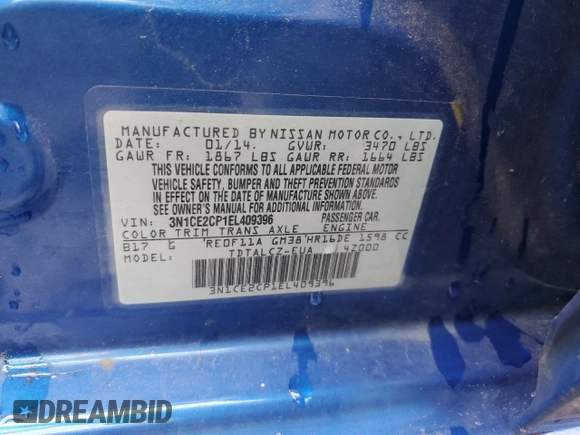 MANUFACTURED BY NISSAN MOTOR CO., LTD.
DATE: 01/14. GVWR: 3470 LBS
GAWR FR: 1867 LBS GAWR RR: 1664 LBS
THIS VEHICLE CONFORMS TO ALL APPLICABLE FEDERAL MOTOR
VEHICLE SAFETY, BUMPER AND THEFT PREVENTION STANDARDS
IN EFFECT ON THE DATE OF MANUFACTURE SHOWN ABOVE.
SEE OWNER'S MANUAL FOR ADDITIONAL INFORMATION
VIN: 3N1CE2CP1EL409396 PASSENGER CAR.
COLOR TRIM TRANS AXLE ENGINE
B17 G RE0F11A GM38 HR16DE 1598 CC
MODEL: TDTALCZ-EUA 4Z000
3N1CE2CP1EL409396
DREAMBID